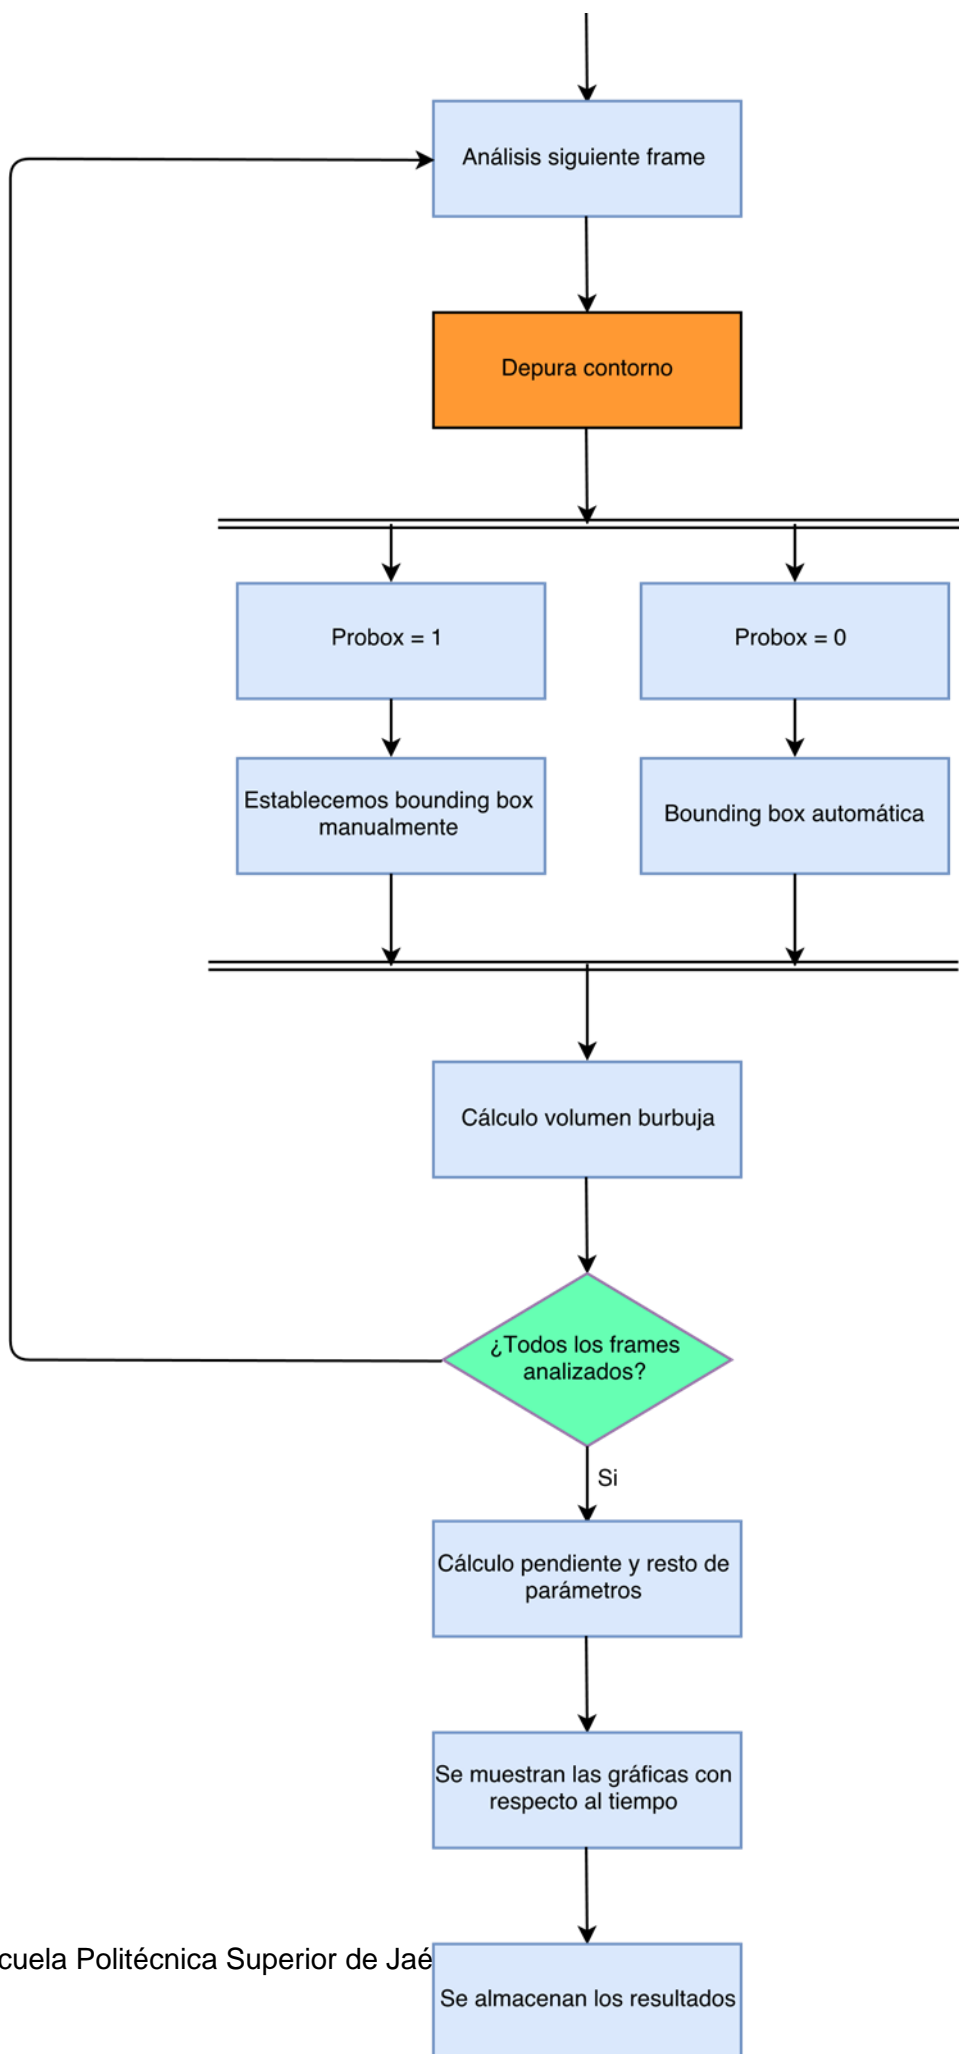 Análisis siguiente frame
Depura contorno
Probox = 1
Probox = 0
Establecemos bounding box
manualmente
Bounding box automática
Cálculo volumen burbuja
¿Todos los frames
analizados?
Si
Cálculo pendiente y resto de
parámetros
Se muestran las gráficas con
respecto al tiempo
cuela Politécnica Superior de Jaé
Se almacenan los resultados